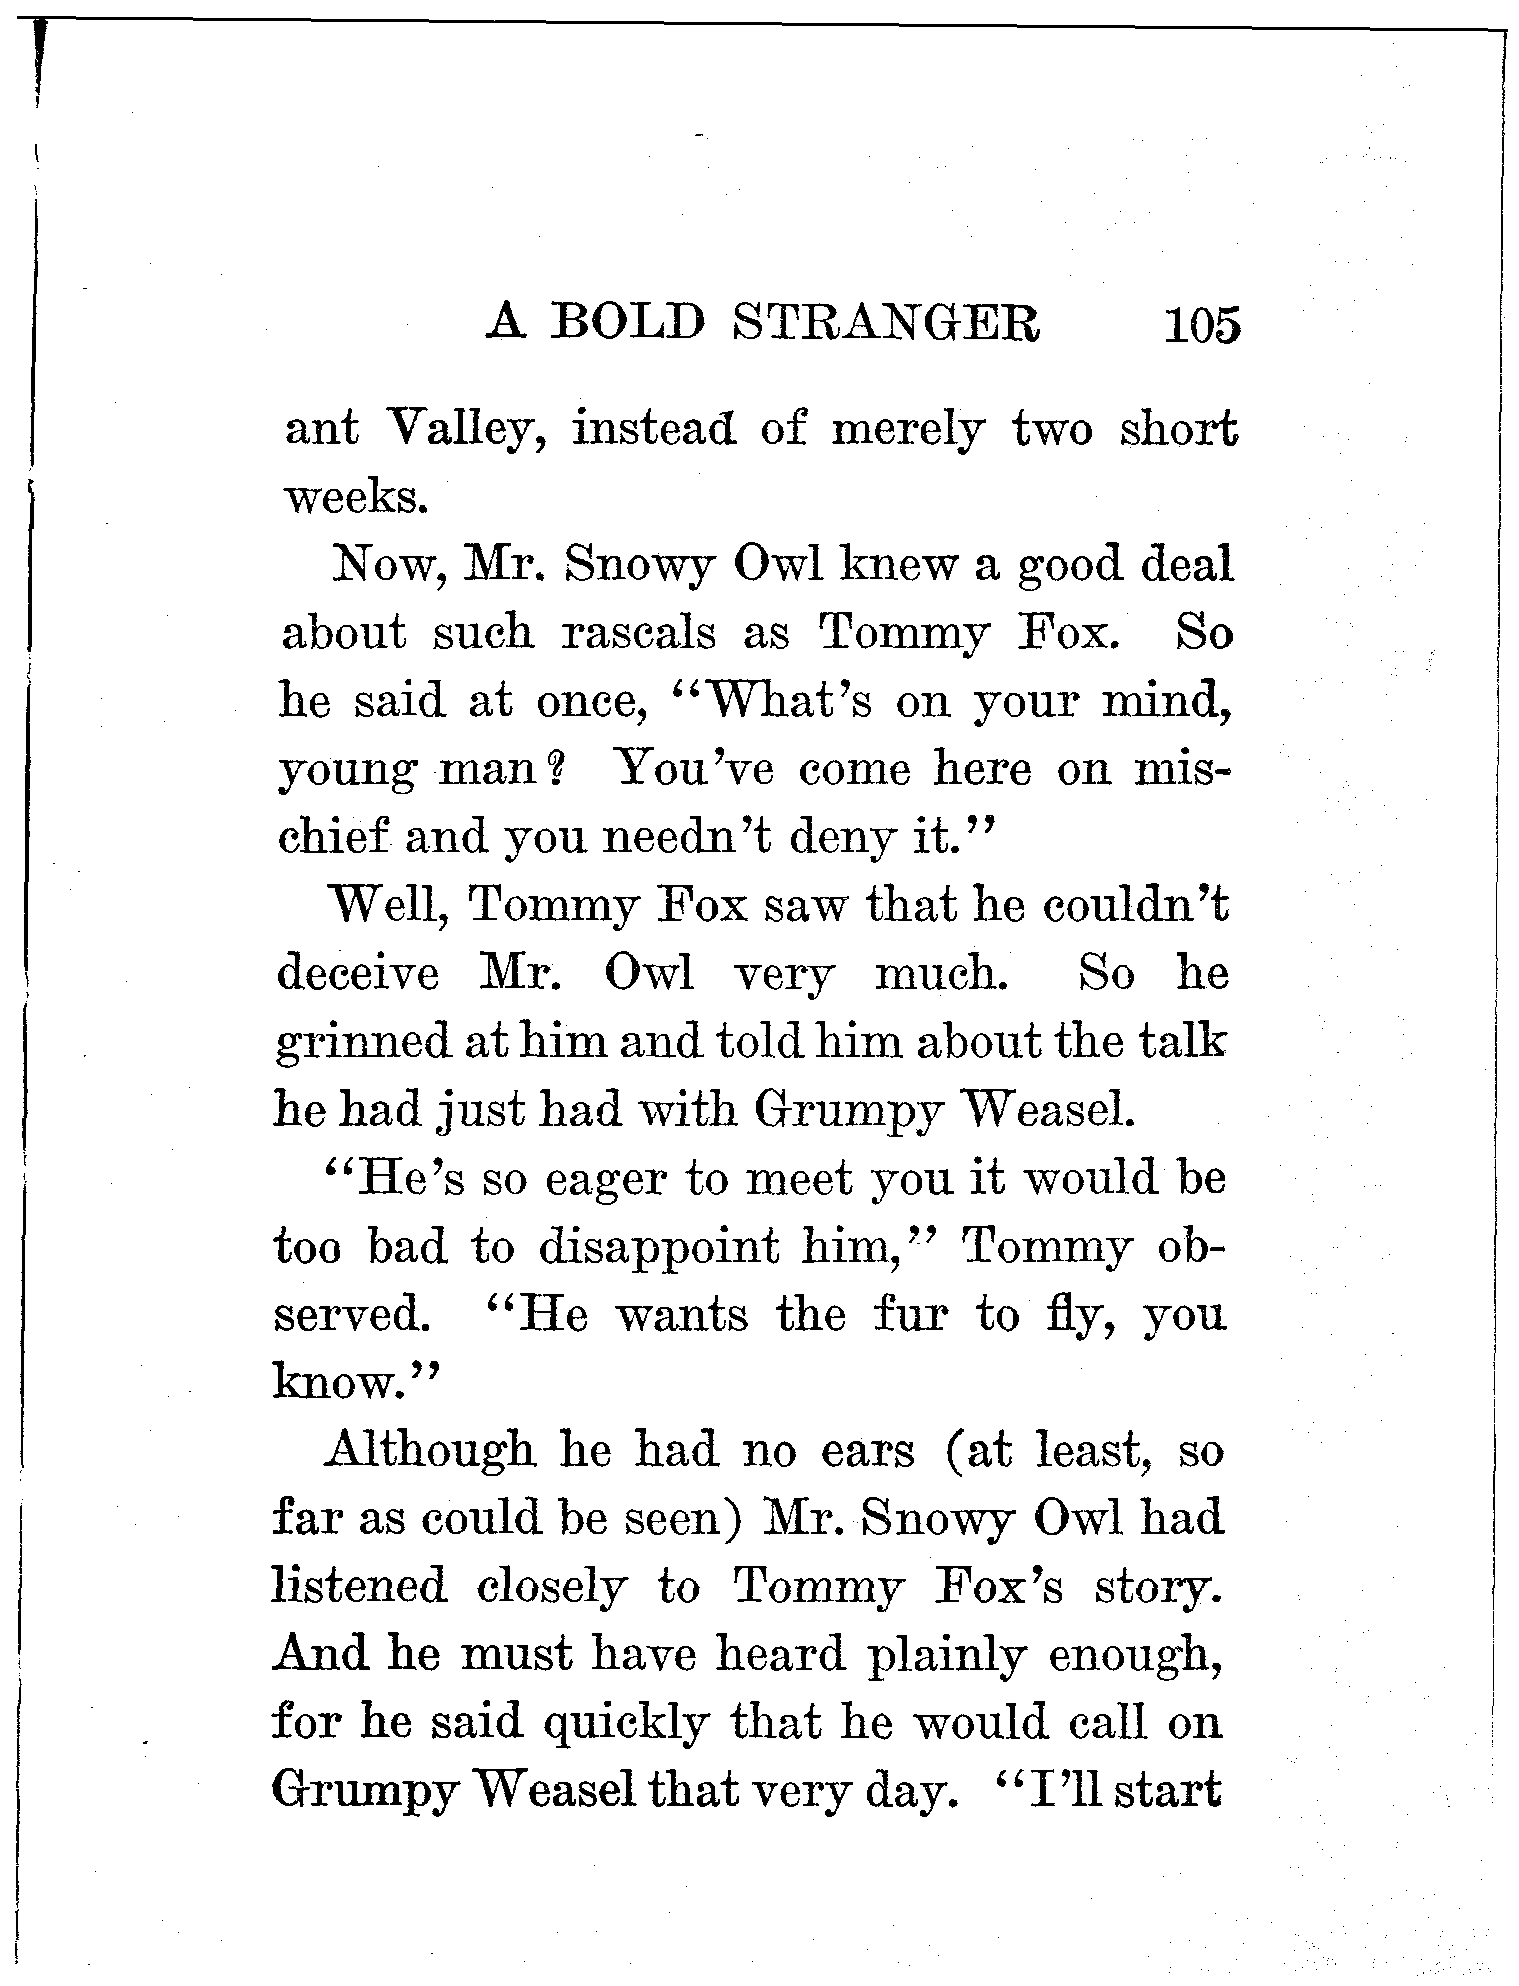 A BOLD STRANGER 105
ant Valley, instead of merely two short
weeks.
Now, Mr. Snowy Owl knew a good deal
about such rascals as Tommy Fox. So
he said at once, "What's on your mind,
young man? You've come here on mis-
chief and you needn't deny it."
Well, Tommy Fox saw that he couldn't
deceive Mr. Owl very much. So he
grinned at him and told him about the talk
he had just had with Grumpy Weasel.
"He's so eager to meet you it would be
too bad to disappoint him," Tommy ob-
served. "He wants the fur to fly, you
know."
Although he had no ears (at least, so
far as could be seen) Mr. Snowy Owl had
listened closely to Tommy Fox's story.
And he must have heard plainly enough,
for he said quickly that he would call on
Grumpy Weasel that very day. "I'll start